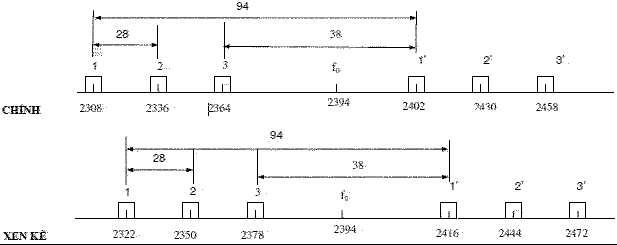 94
28 38
1 2 3 f₀ 1' 2' 3'
2308 2336 2364 2394 2402 2430 2458
CHÍNH
94
28 38
1 2 3 f₀ 1' 2' 3'
2322 2350 2378 2394 2416 2444 2472
XEN KẼ